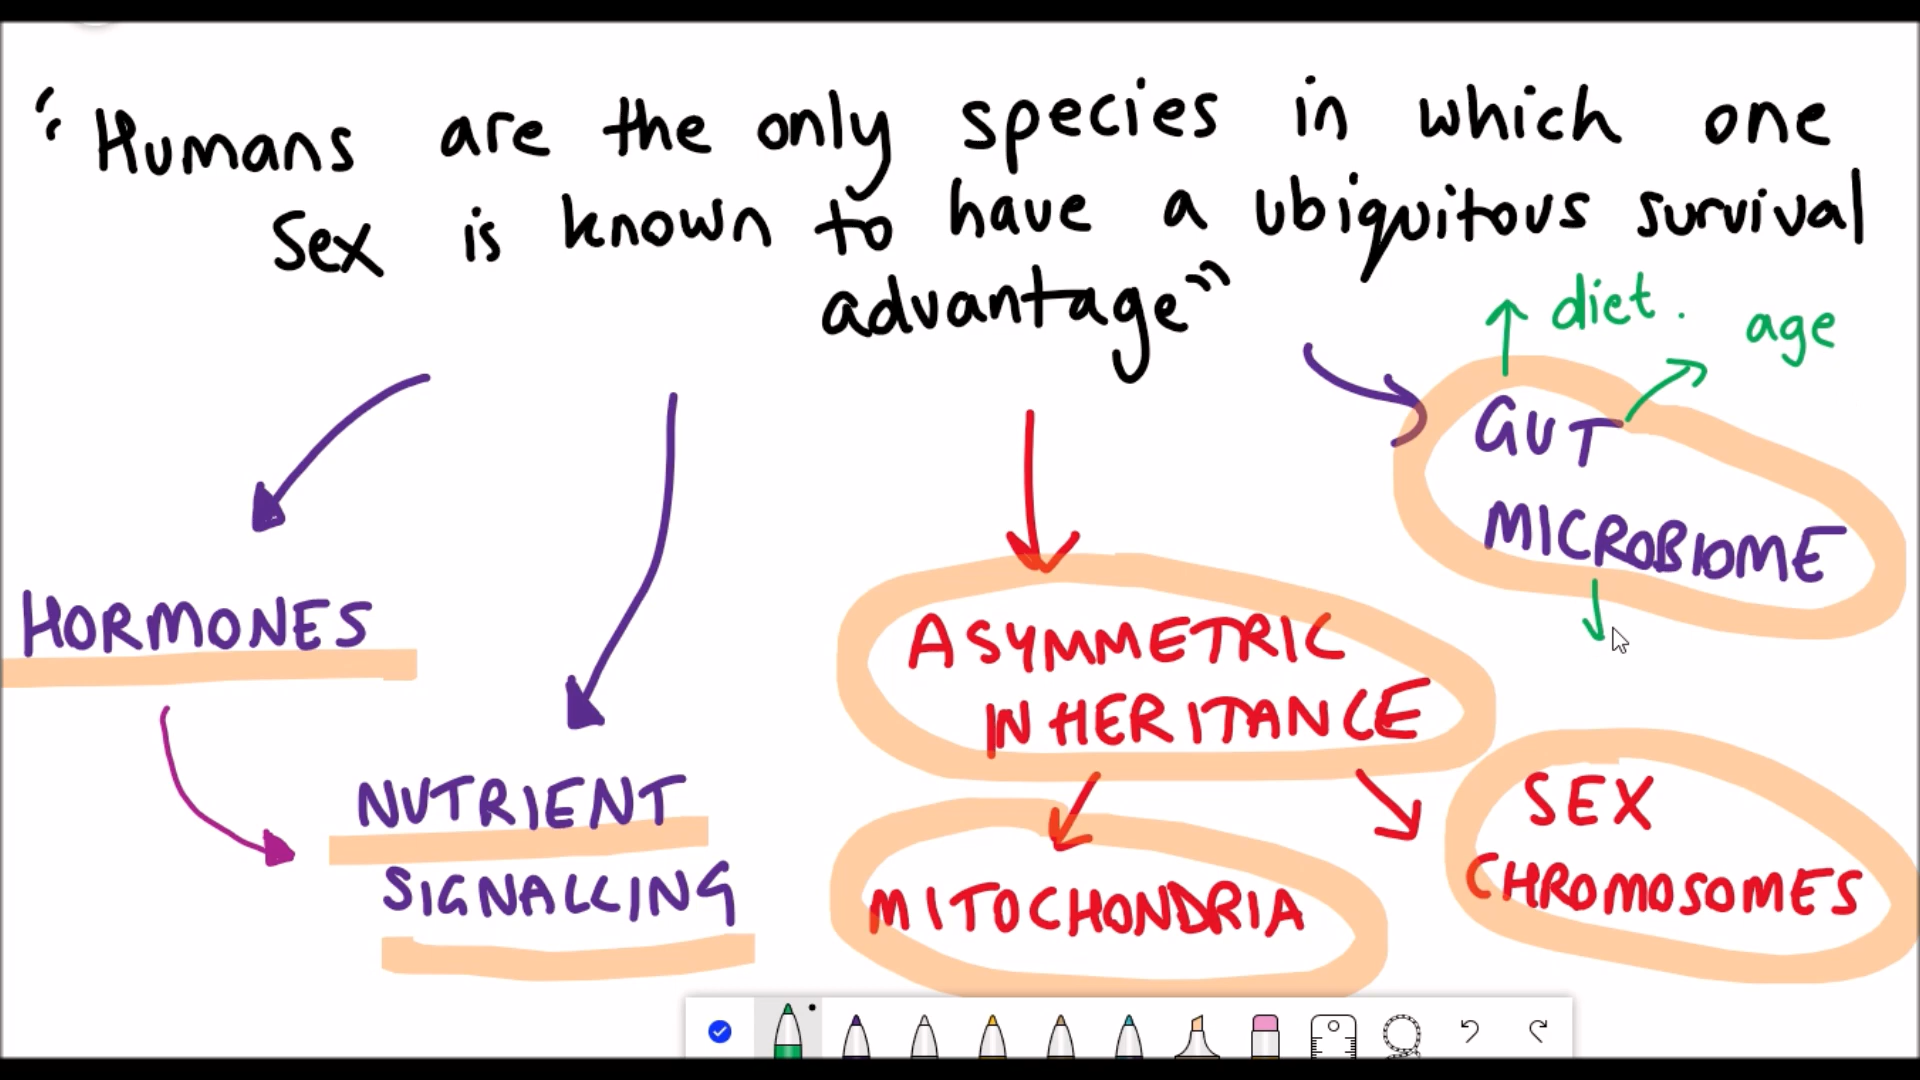 "Humans are the only species in which one
sex is known to have a ubiquitous survival
advantage"
diet.
age
GUT
MICROBIOME
HORMONES
ASYMMETRIC
INHERITANCE
NUTRIENT
SIGNALLING
MITOCHONDRIA
SEX
CHROMOSOMES